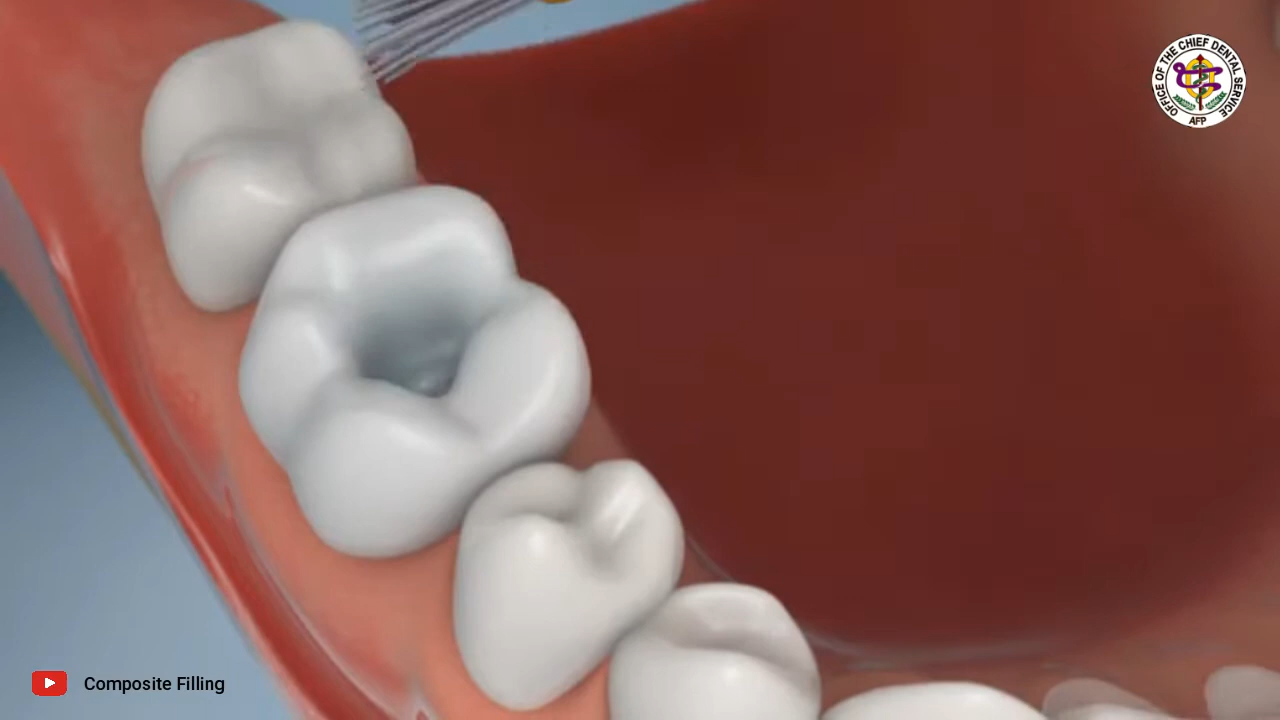 OFFICE OF THE CHIEF DENTAL SERVICE
AFP
Composite Filling